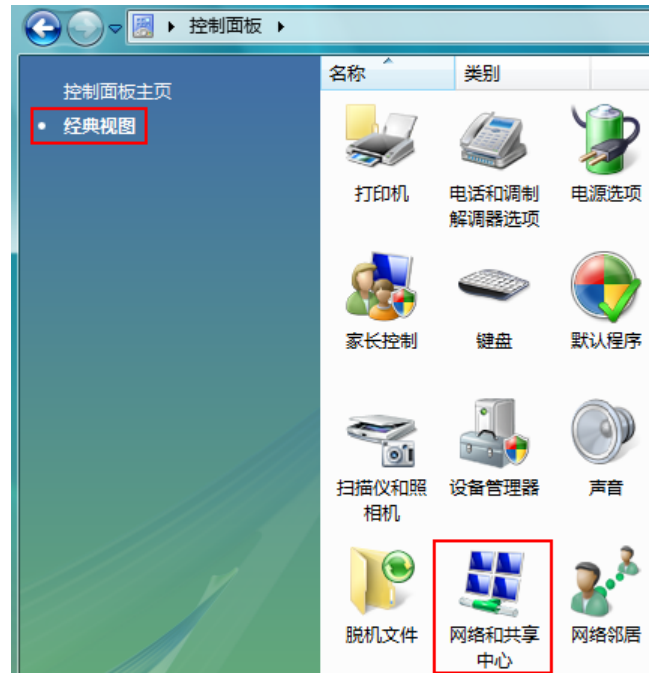 控制面板
名称 类别
控制面板主页
经典视图
打印机 电话和调制 电源选项
解调器选项
家长控制 键盘 默认程序
扫描仪和照 设备管理器 声音
相机
脱机文件 网络和共享 网络邻居
中心